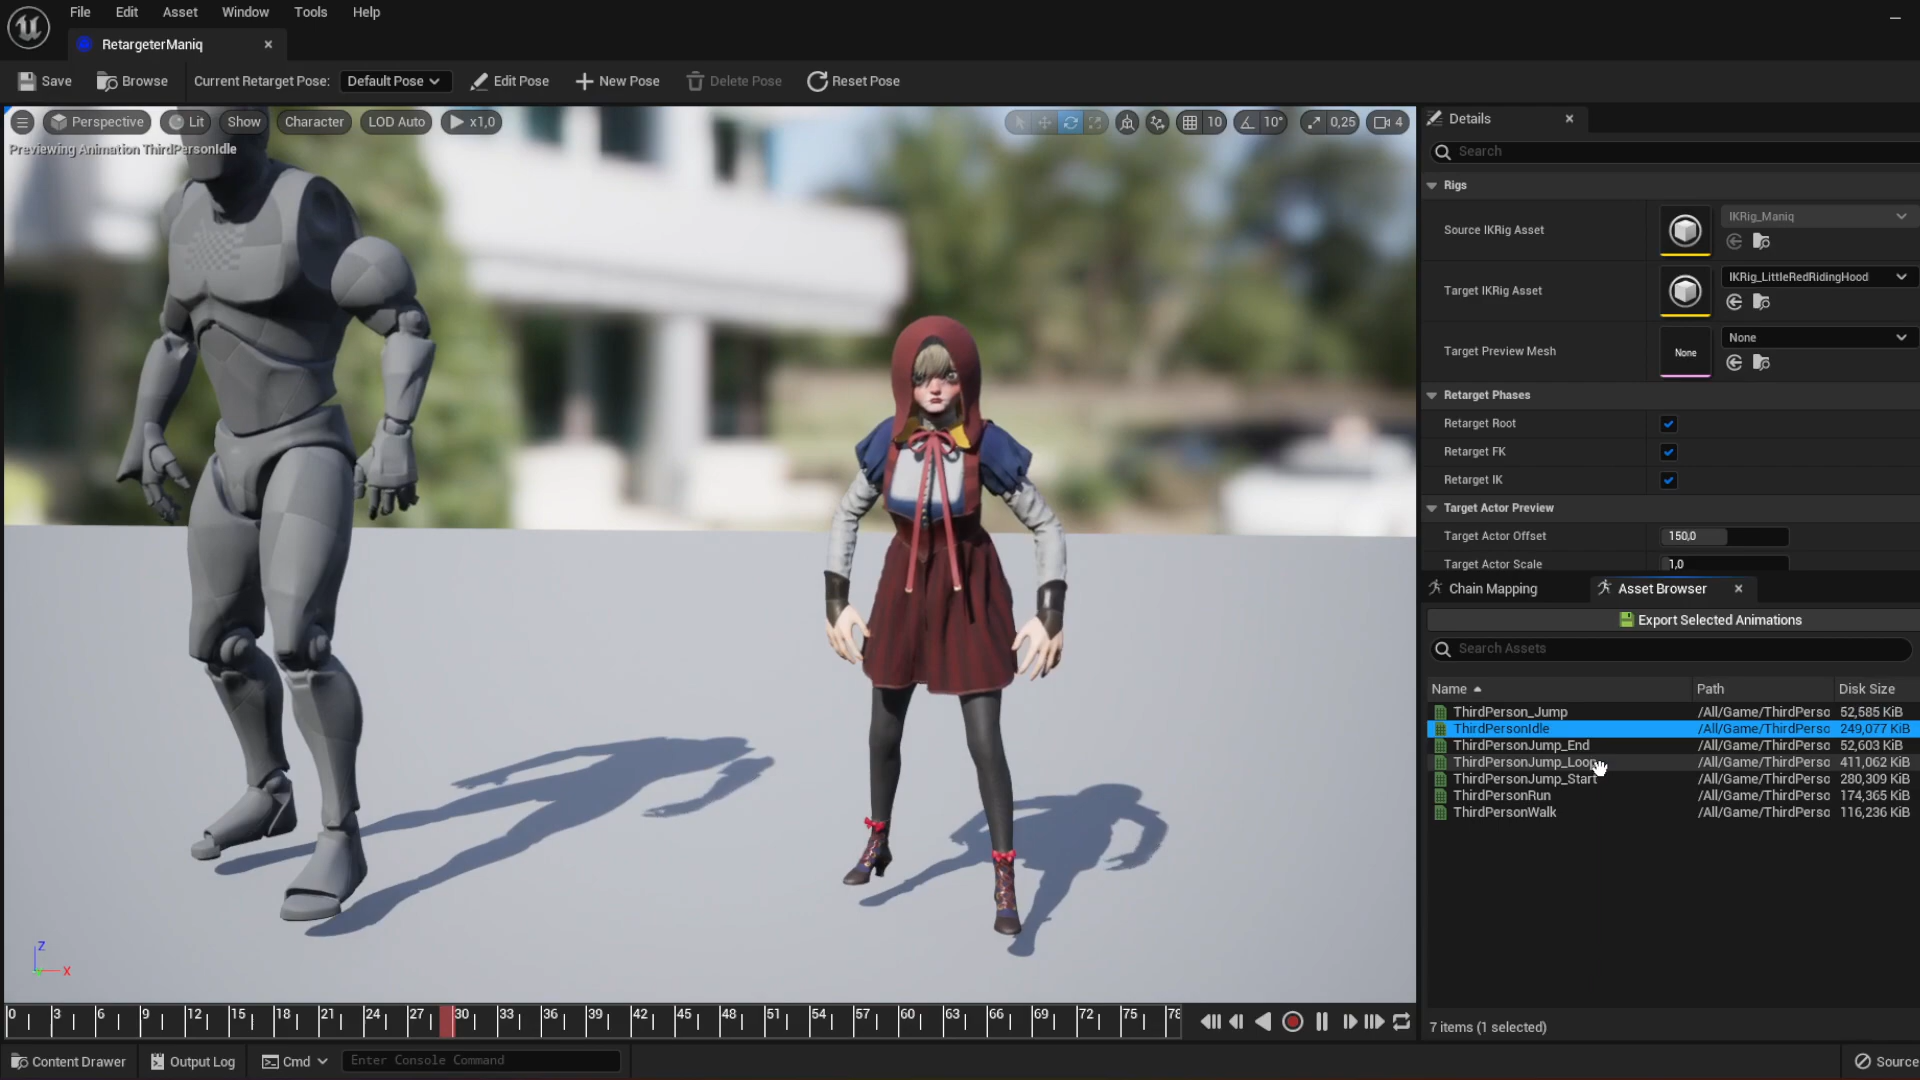 File Edit Asset Window Tools Help
RetargeterManiq
Save Browse Current Retarget Pose: Default Pose Edit Pose New Pose Delete Pose Reset Pose
Perspective Lit Show Character LOD Auto x1,0 10 10° 0,25 4
Previewing Animation ThirdPersonIdle
Details
Search
Rigs
Source IKRig Asset IKRig_Maniq
Target IKRig Asset IKRig_LittleRedRidingHood
Target Preview Mesh None None
Retarget Phases
Retarget Root
Retarget FK
Retarget IK
Target Actor Preview
Target Actor Offset 150,0
Target Actor Scale 1,0
Chain Mapping Asset Browser
Export Selected Animations
Search Assets
Name Path Disk Size
ThirdPerson_Jump /All/Game/ThirdPerso 52,585 KiB
ThirdPersonIdle /All/Game/ThirdPerso 249,077 KiB
ThirdPersonJump_End /All/Game/ThirdPerso 52,603 KiB
ThirdPersonJump_Loop /All/Game/ThirdPerso 411,062 KiB
ThirdPersonJump_Start /All/Game/ThirdPerso 280,309 KiB
ThirdPersonRun /All/Game/ThirdPerso 174,365 KiB
ThirdPersonWalk /All/Game/ThirdPerso 116,236 KiB
7 items (1 selected)
Z
X
0 3 6 9 12 15 18 21 24 27 30 33 36 39 42 45 48 51 54 57 60 63 66 69 72 75 78
Content Drawer Output Log Cmd Enter Console Command Source